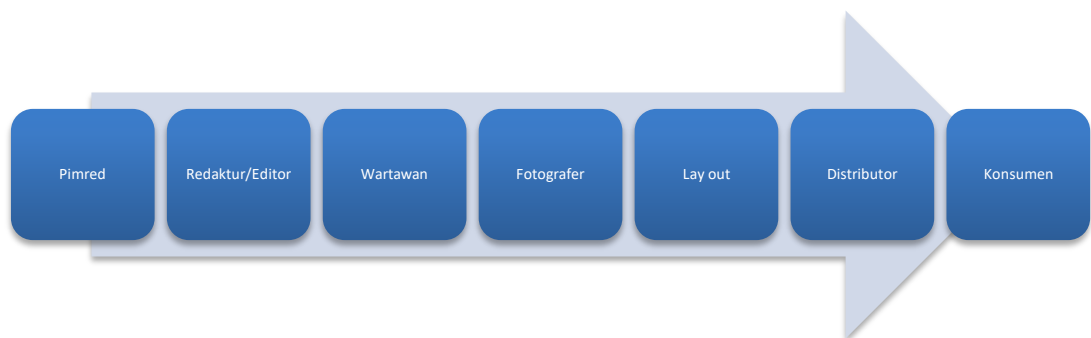 Pimred
Redaktur/Editor
Wartawan
Fotografer
Lay out
Distributor
Konsumen